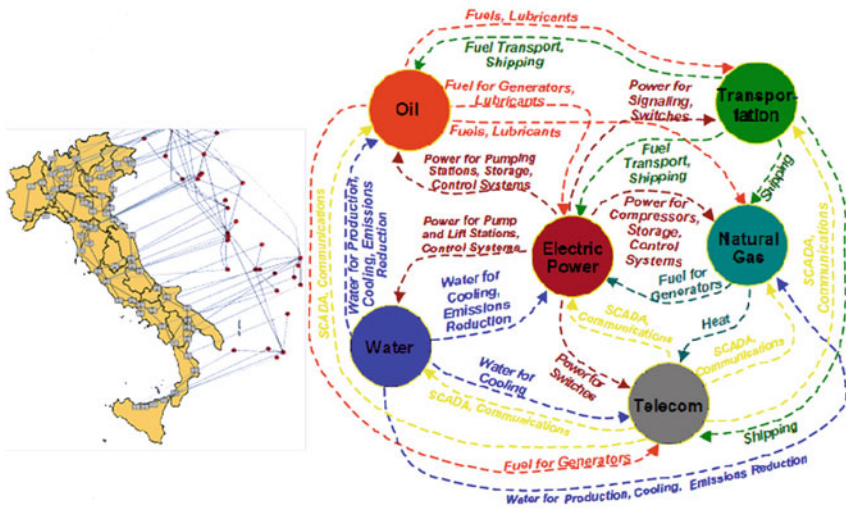 Fuels, Lubricants
Fuel Transport,
Shipping
Oil
Transpor-
tation
Fuel for Generators,
Lubricants
Power for
Signaling,
Switches
Fuels, Lubricants
Fuel
Transport,
Shipping
Shipping
Power for Pumping
Stations, Storage,
Control Systems
Power for
Compressors,
Storage,
Control
Systems
Power for Pump
and Lift Stations,
Control Systems
Electric
Power
Natural
Gas
SCADA,
Communications
SCADA, Communications
Water for Production,
Cooling, Emissions
Reduction
Water for
Cooling,
Emissions
Reduction
Fuel for
Generators
Heat
SCADA,
Communications
SCADA,
Communications
Water
Water for
Cooling
Power for
Switches
Telecom
SCADA, Communications
Shipping
Fuel for Generators
Water for Production, Cooling, Emissions Reduction